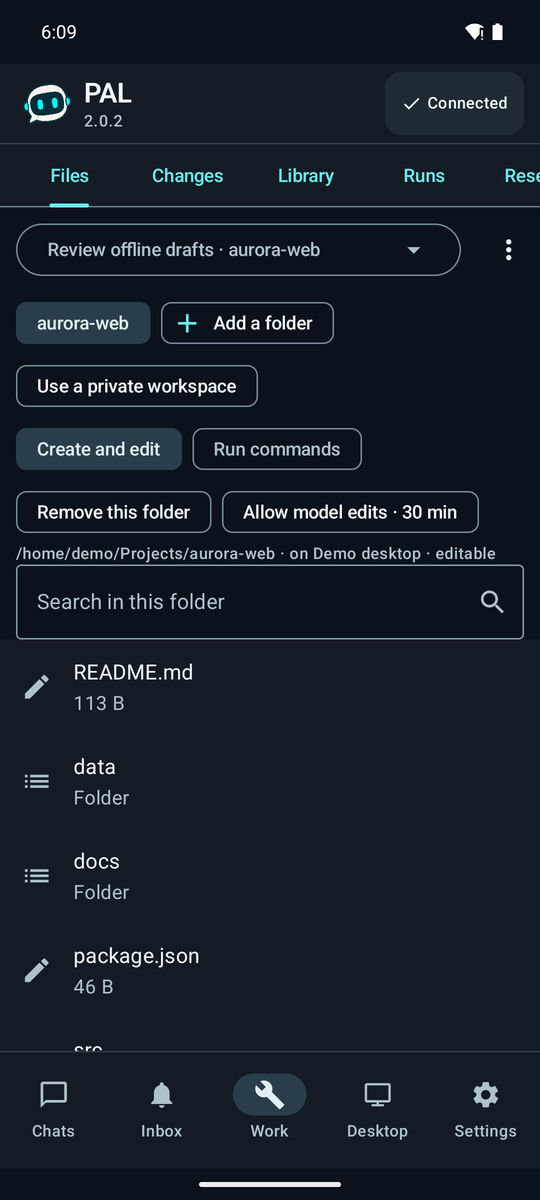 6:09
PAL
2.0.2
Connected
Files
Changes
Library
Runs
Review offline drafts · aurora-web
aurora-web
Add a folder
Use a private workspace
Create and edit
Run commands
Remove this folder
Allow model edits · 30 min
/home/demo/Projects/aurora-web · on Demo desktop · editable
Search in this folder
README.md
113 B
data
Folder
docs
Folder
package.json
46 B
Chats
Inbox
Work
Desktop
Settings